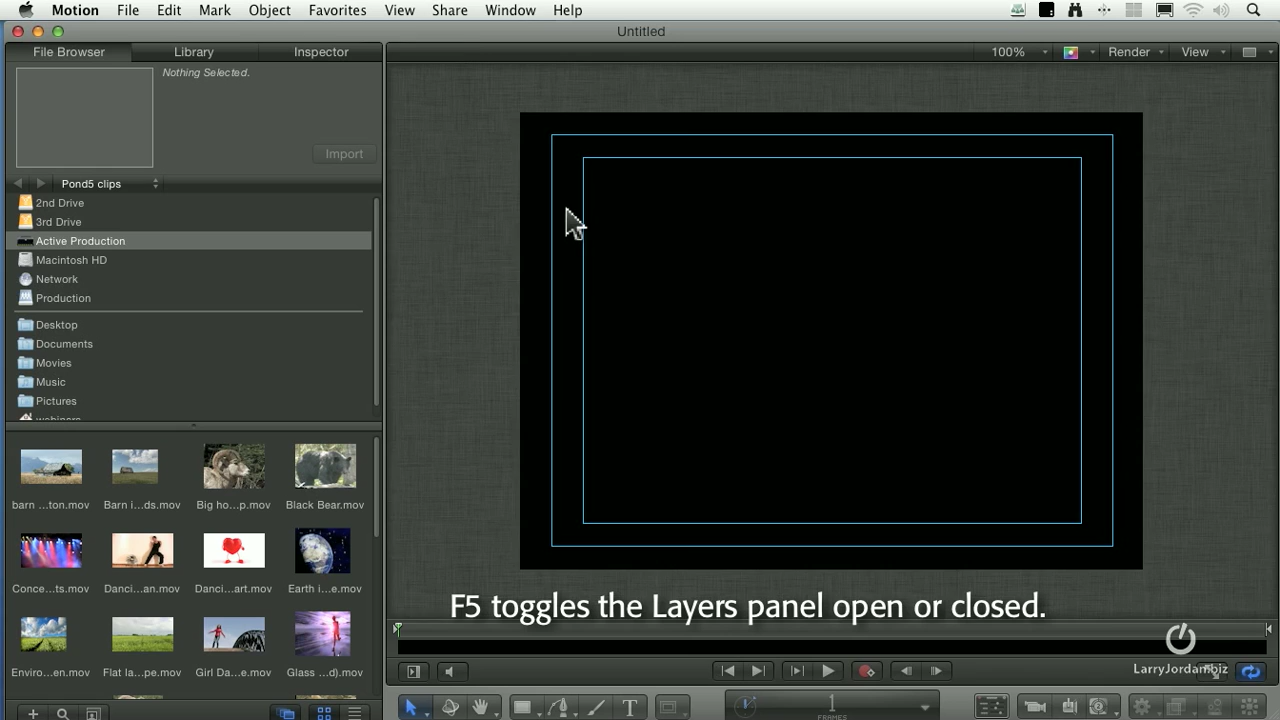 Motion File Edit Mark Object Favorites View Share Window Help
Untitled
File Browser Library Inspector
100% Render View
Nothing Selected.
Import
Pond5 clips
2nd Drive
3rd Drive
Active Production
Macintosh HD
Network
Production
Desktop
Documents
Movies
Music
Pictures
webinars
barn ...ton.mov Barn i...ds.mov Big ho...p.mov Black Bear.mov
Conce...ts.mov Danci...an.mov Danci...art.mov Earth i...e.mov
Enviro...en.mov Flat la...pe.mov Girl Da...e.mov Glass ...d).mov
F5 toggles the Layers panel open or closed.
LarryJordan.biz
T
1
FRAMES